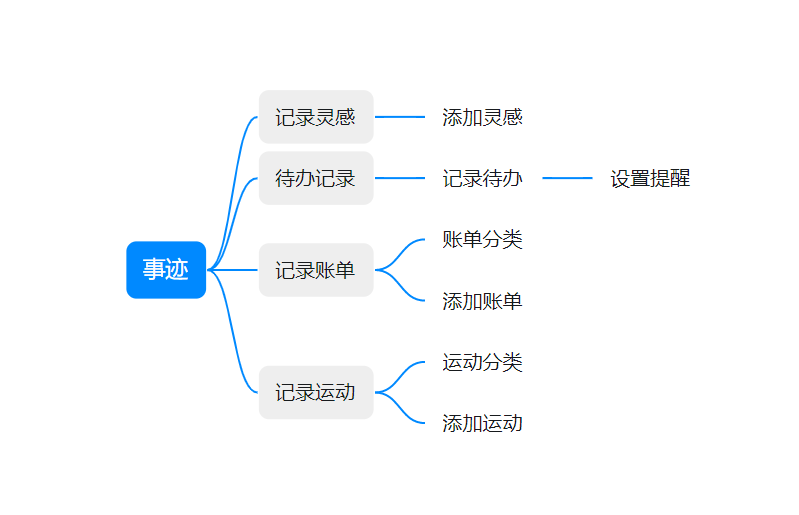 记录灵感
添加灵感
待办记录
记录待办
设置提醒
事迹
记录账单
账单分类
添加账单
记录运动
运动分类
添加运动